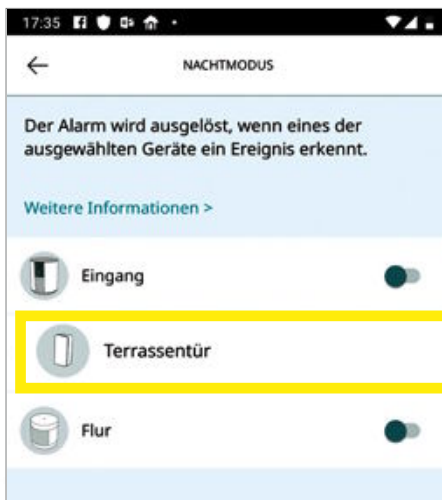 17:35
NACHTMODUS
Der Alarm wird ausgelöst, wenn eines der
ausgewählten Geräte ein Ereignis erkennt.
Weitere Informationen >
Eingang
Terrassentür
Flur